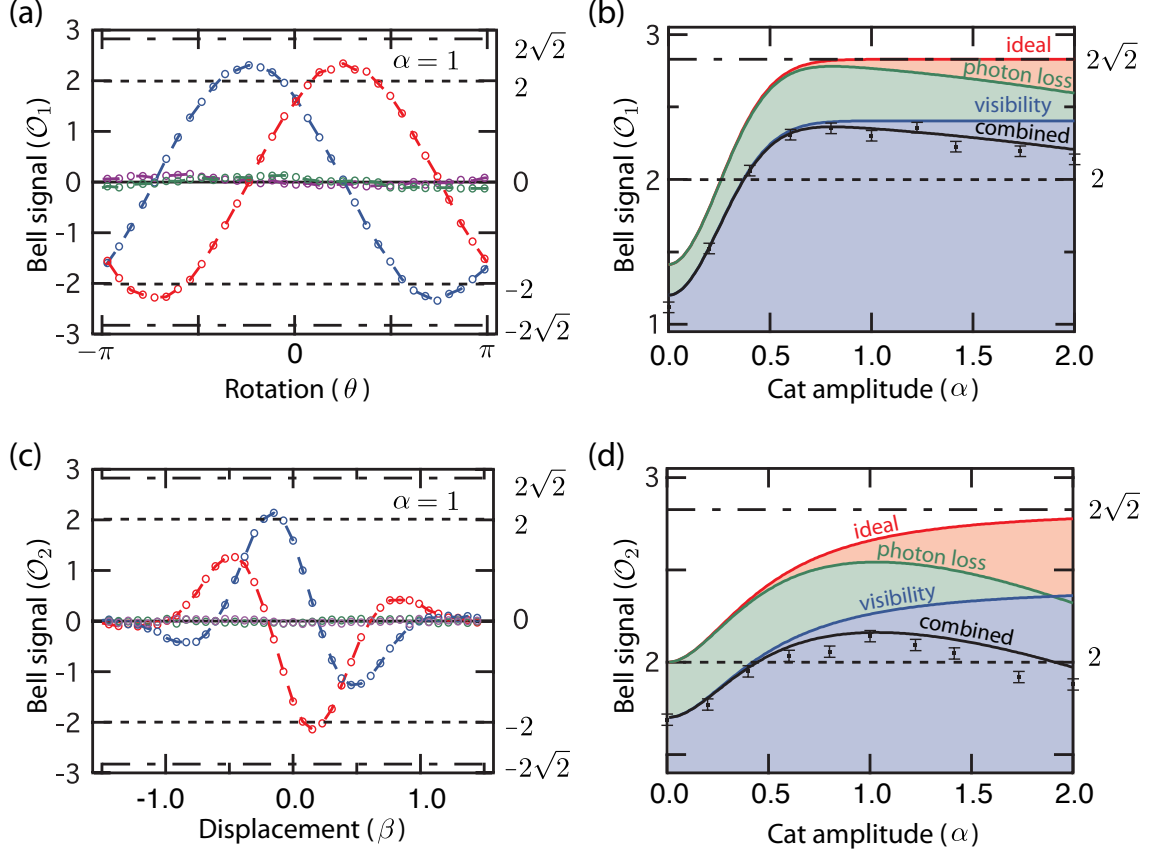 (a)
Bell signal (𝒪₁)
3
2
1
0
-1
-2
-3
α = 1
2√2
2
0
-2
-2√2
−π
0
π
Rotation (θ)
(b)
Bell signal (𝒪₁)
3
2
1
ideal
photon loss
visibility
combined
2√2
2
0.0
0.5
1.0
1.5
2.0
Cat amplitude (α)
(c)
Bell signal (𝒪₂)
3
2
1
0
-1
-2
-3
α = 1
2√2
2
0
-2
-2√2
-1.0
0.0
1.0
Displacement (β)
(d)
Bell signal (𝒪₂)
3
2
ideal
photon loss
visibility
combined
2√2
2
0.0
0.5
1.0
1.5
2.0
Cat amplitude (α)